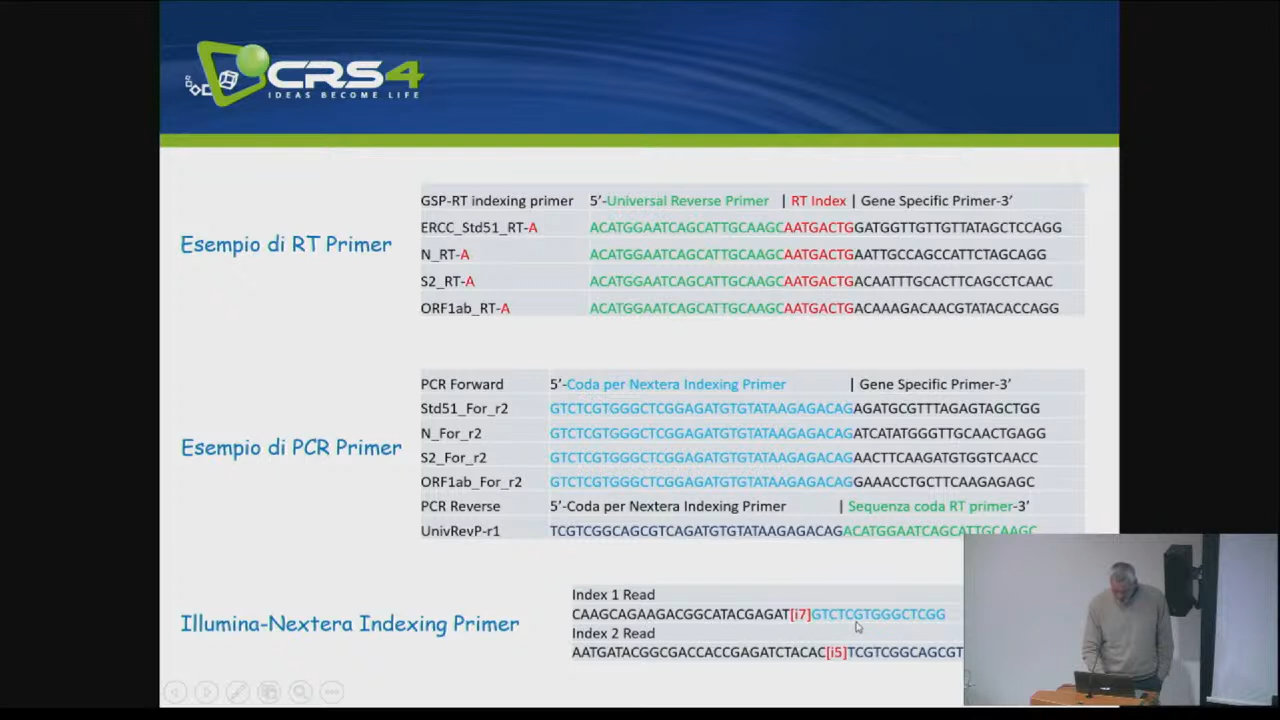 CRS4
IDEAS BECOME LIFE
GSP-RT indexing primer 5'-Universal Reverse Primer | RT Index | Gene Specific Primer-3'
Esempio di RT Primer
ERCC_Std51_RT-A ACATGGAATCAGCATTGCAAGCAATGACTGGATGGTTGTTGTTATAGCTCCAGG
N_RT-A ACATGGAATCAGCATTGCAAGCAATGACTGAATTGCCAGCCATTCTAGCAGG
S2_RT-A ACATGGAATCAGCATTGCAAGCAATGACTGACAATTTGCACTTCAGCCTCAAC
ORF1ab_RT-A ACATGGAATCAGCATTGCAAGCAATGACTGACAAAGACAACGTATACACCAGG
Esempio di PCR Primer
PCR Forward 5'-Coda per Nextera Indexing Primer | Gene Specific Primer-3'
Std51_For_r2 GTCTCGTGGGCTCGGAGATGTGTATAAGAGACAGAGATGCGTTTAGAGTAGCTGG
N_For_r2 GTCTCGTGGGCTCGGAGATGTGTATAAGAGACAGATCATATGGGTTGCAACTGAGG
S2_For_r2 GTCTCGTGGGCTCGGAGATGTGTATAAGAGACAGAACTTCAAGATGTGGTCAACC
ORF1ab_For_r2 GTCTCGTGGGCTCGGAGATGTGTATAAGAGACAGGAAACCTGCTTCAAGAGAGC
PCR Reverse 5'-Coda per Nextera Indexing Primer | Sequenza coda RT primer-3'
UnivRevP-r1 TCGTCGGCAGCGTCAGATGTGTATAAGAGACAGACATGGAATCAGCATTGCAAGC
Illumina-Nextera Indexing Primer
Index 1 Read
CAAGCAGAAGACGGCATACGAGAT[i7]GTCTCGTGGGCTCGG
Index 2 Read
AATGATACGGCGACCACCGAGATCTACAC[i5]TCGTCGGCAGCGT